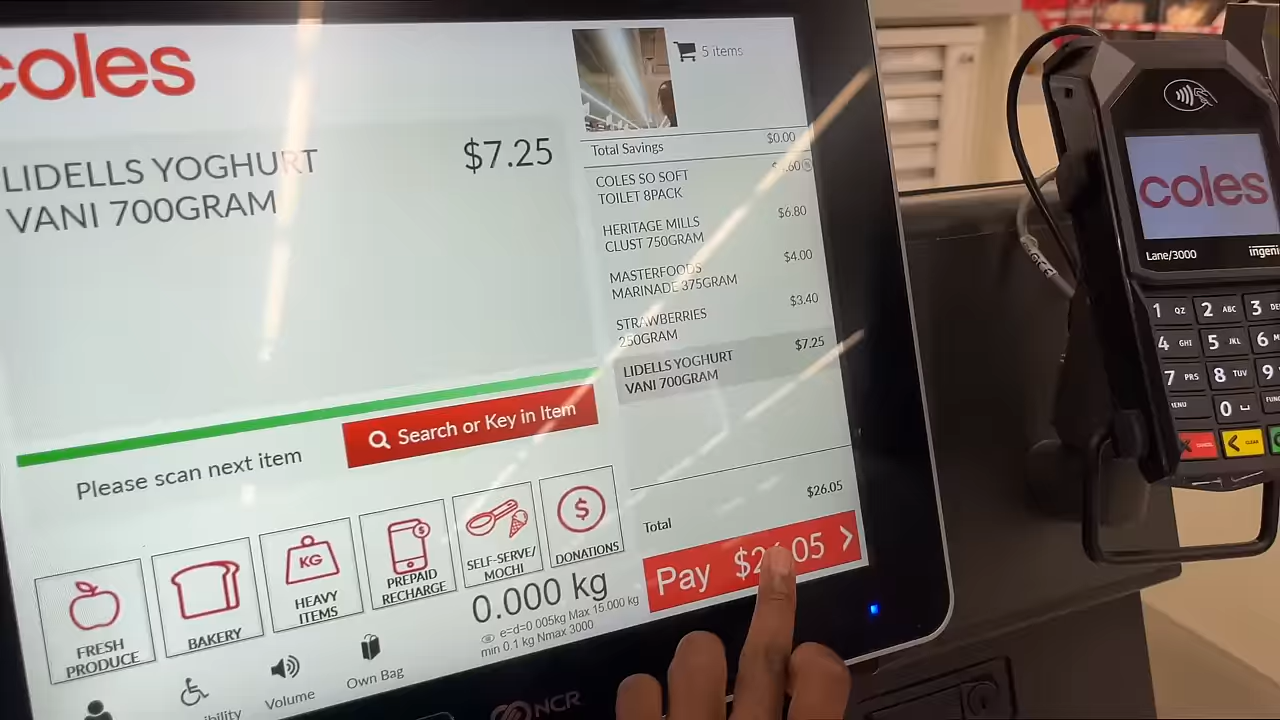 coles
5 items
LIDELLS YOGHURT
VANI 700GRAM
$7.25
Total Savings $0.00
COLES SO SOFT
TOILET 8PACK
HERITAGE MILLS $6.80
CLUST 750GRAM
MASTERFOODS $4.00
MARINADE 375GRAM
STRAWBERRIES $3.40
250GRAM
LIDELLS YOGHURT $7.25
VANI 700GRAM
Search or Key in Item
Please scan next item
KG
FRESH
PRODUCE
BAKERY
HEAVY
ITEMS
PREPAID
RECHARGE
SELF-SERVE/
MOCHI
$
DONATIONS
$26.05
Total
Pay
0.000 kg
e=d=0.005kg Max 15.000 kg
min 0.1 kg Nmax 3000
Volume
Own Bag
NCR
coles
Lane/3000
1 QZ 2 ABC 3
4 GHI 5 JKL 6
7 PRS 8 TUV 9
0
CANCEL
CLEAR